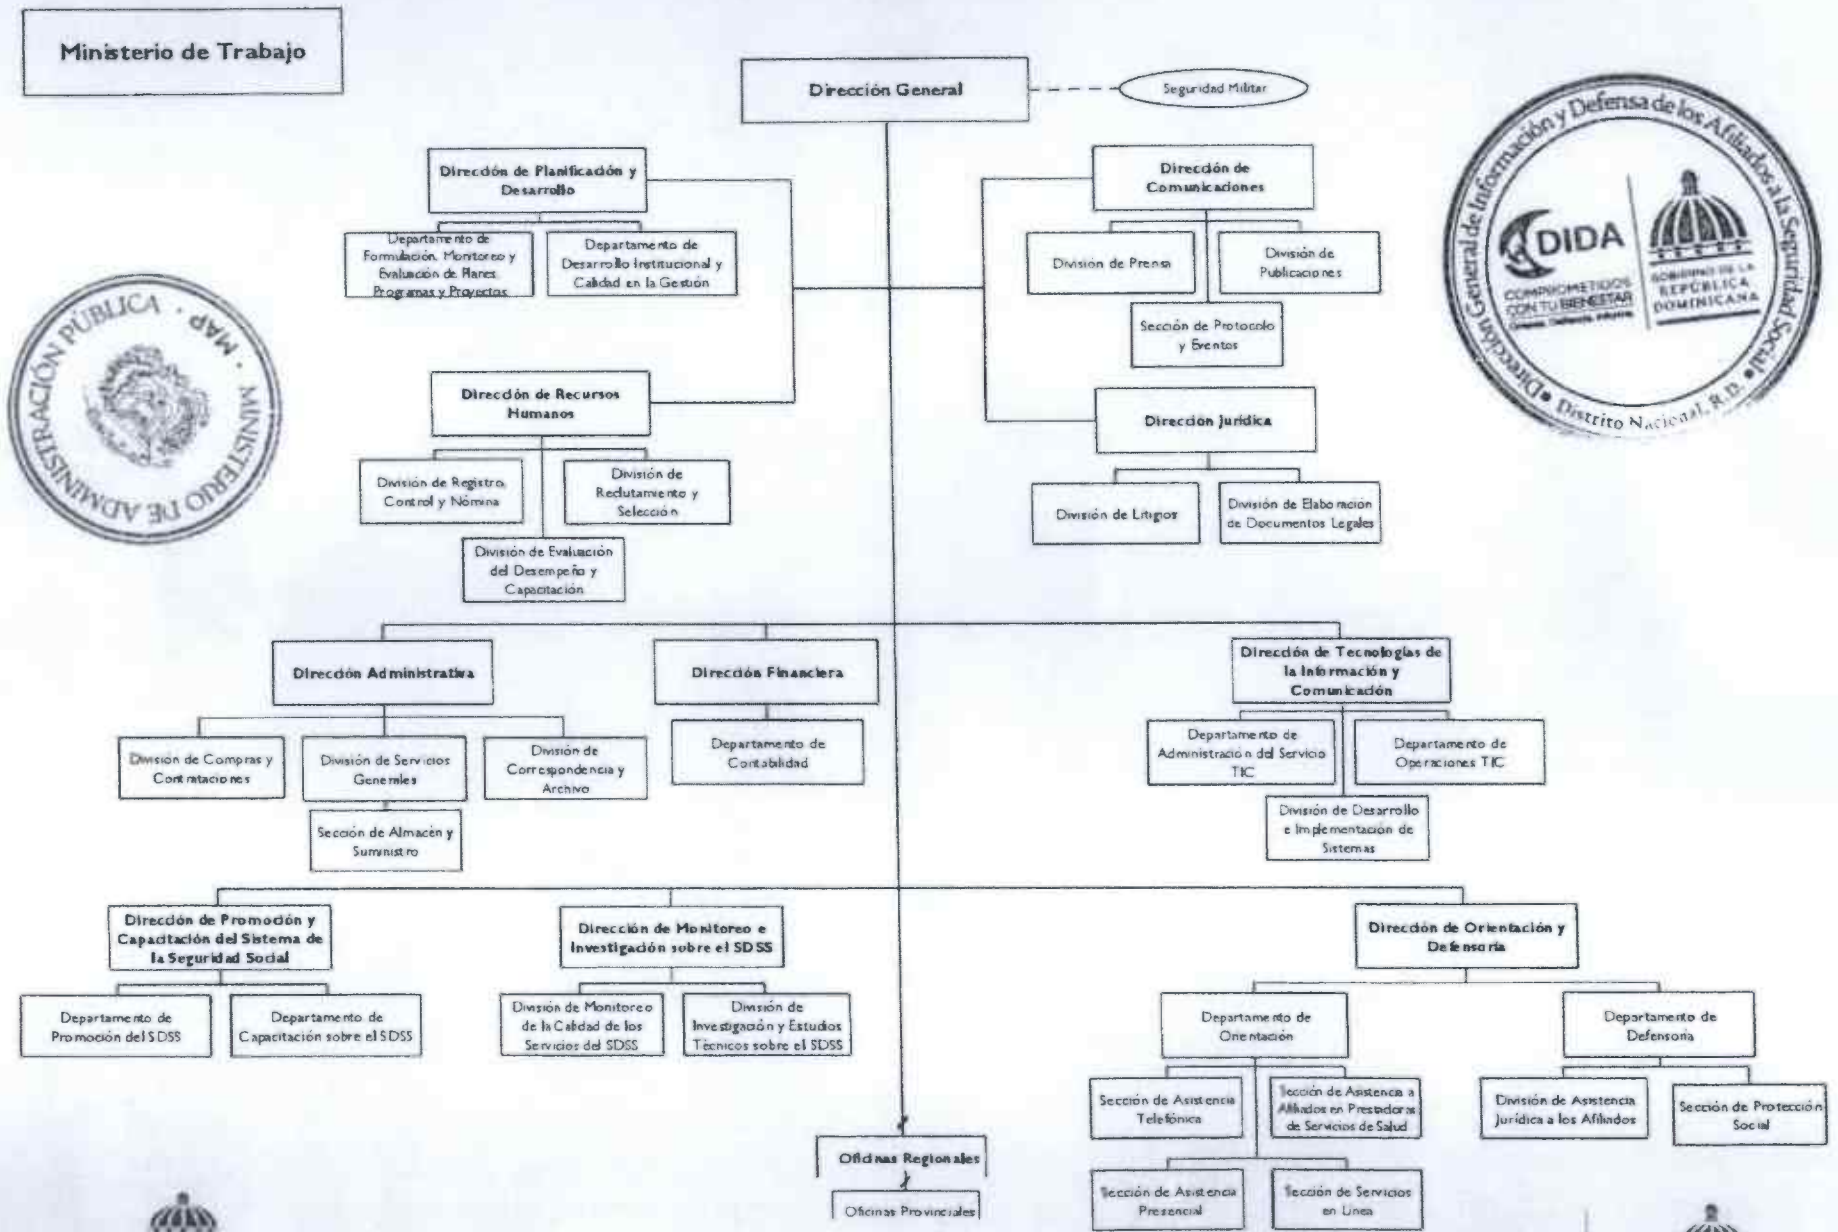 Ministerio de Trabajo
Dirección General
Seguridad Militar
Dirección de Planificación y
Desarrollo
Departamento de
Formulación, Monitoreo y
Evaluación de Planes
Programas y Proyectos
Departamento de
Desarrollo Institucional y
Calidad en la Gestión
Dirección de
Comunicaciones
División de Prensa
División de
Publicaciones
Sección de Protocolo
y Eventos
Dirección General de Información y Defensa de los Afiliados a la Seguridad Social
Distrito Nacional, R.D.
DIDA
COMPROMETIDOS
CON TU BIENESTAR
GOBIERNO DE LA
REPÚBLICA
DOMINICANA
MINISTERIO DE ADMINISTRACIÓN PÚBLICA · MAP ·
Dirección de Recursos
Humanos
División de Registro,
Control y Nómina
División de
Reclutamiento y
Selección
División de Evaluación
del Desempeño y
Capacitación
Dirección Jurídica
División de Litigios
División de Elaboración
de Documentos Legales
Dirección Administrativa
División de Compras y
Contrataciones
División de Servicios
Generales
División de
Correspondencia y
Archivo
Sección de Almacén y
Suministro
Dirección Financiera
Departamento de
Contabilidad
Dirección de Tecnologías de
la Información y
Comunicación
Departamento de
Administración del Servicio
TIC
Departamento de
Operaciones TIC
División de Desarrollo
e Implementación de
Sistemas
Dirección de Promoción y
Capacitación del Sistema de
la Seguridad Social
Departamento de
Promoción del SDSS
Departamento de
Capacitación sobre el SDSS
Dirección de Monitoreo e
Investigación sobre el SDSS
División de Monitoreo
de la Calidad de los
Servicios del SDSS
División de
Investigación y Estudios
Técnicos sobre el SDSS
Dirección de Orientación y
Defensoría
Departamento de
Orientación
Departamento de
Defensoría
Sección de Asistencia
Telefónica
Sección de Asistencia a
Afiliados en Prestadoras
de Servicios de Salud
División de Asistencia
Jurídica a los Afiliados
Sección de Protección
Social
Sección de Asistencia
Presencial
Sección de Servicios
en Línea
Oficinas Regionales
Oficinas Provinciales